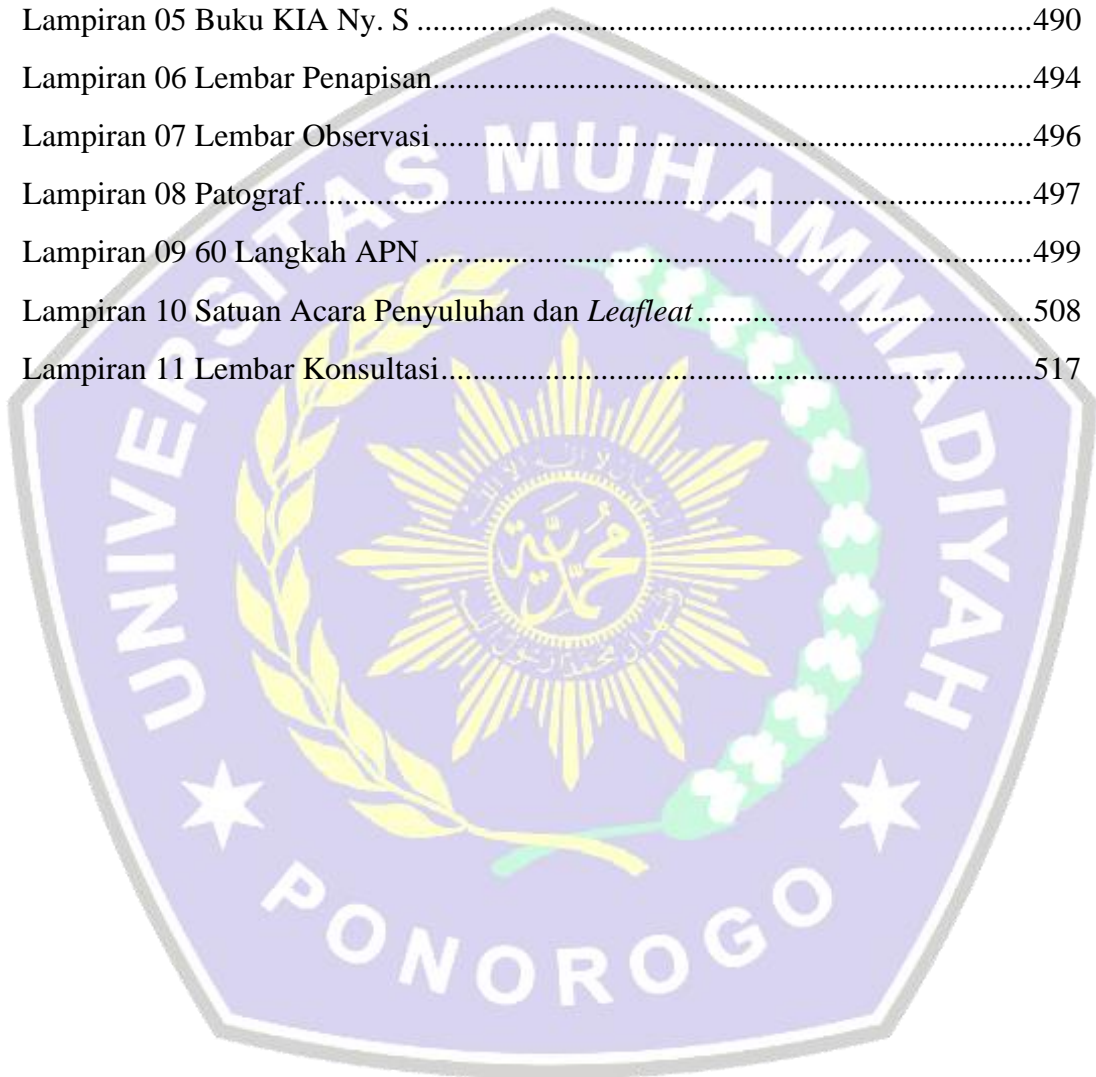 Lampiran 05 Buku KIA Ny. S ..........................................................................490
Lampiran 06 Lembar Penapisan........................................................................494
Lampiran 07 Lembar Observasi........................................................................496
Lampiran 08 Patograf.......................................................................................497
Lampiran 09 60 Langkah APN .........................................................................499
Lampiran 10 Satuan Acara Penyuluhan dan Leafleat ........................................508
Lampiran 11 Lembar Konsultasi.......................................................................517
UNIVERSITAS MUHAMMADIYAH
PONOROGO